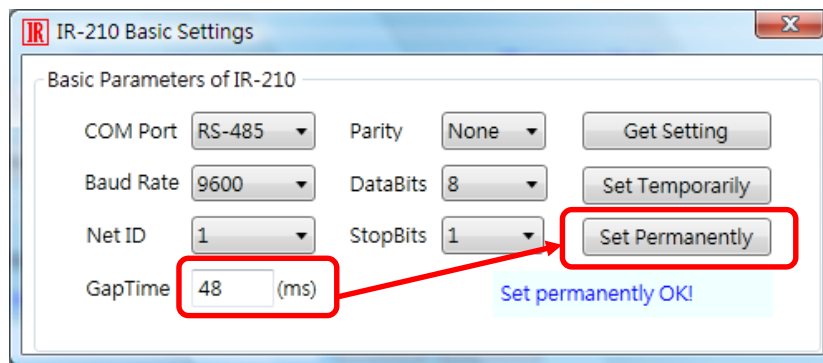 IR IR-210 Basic Settings X
Basic Parameters of IR-210
COM Port RS-485 Parity None Get Setting
Baud Rate 9600 DataBits 8 Set Temporarily
Net ID 1 StopBits 1 Set Permanently
GapTime 48 (ms) Set permanently OK!